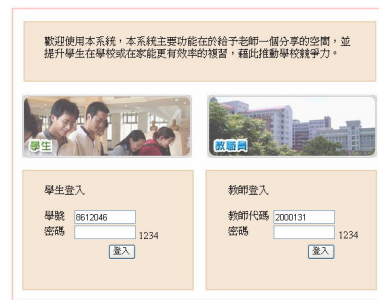 歡迎使用本系統，本系統主要功能在於給予老師一個分享的空間，並
提升學生在學校或在家能更有效率的複習，藉此推動學校競爭力。
學生
教職員
學生登入
學號 8612046
密碼 1234
登入
教師登入
教師代碼 2000131
密碼 1234
登入